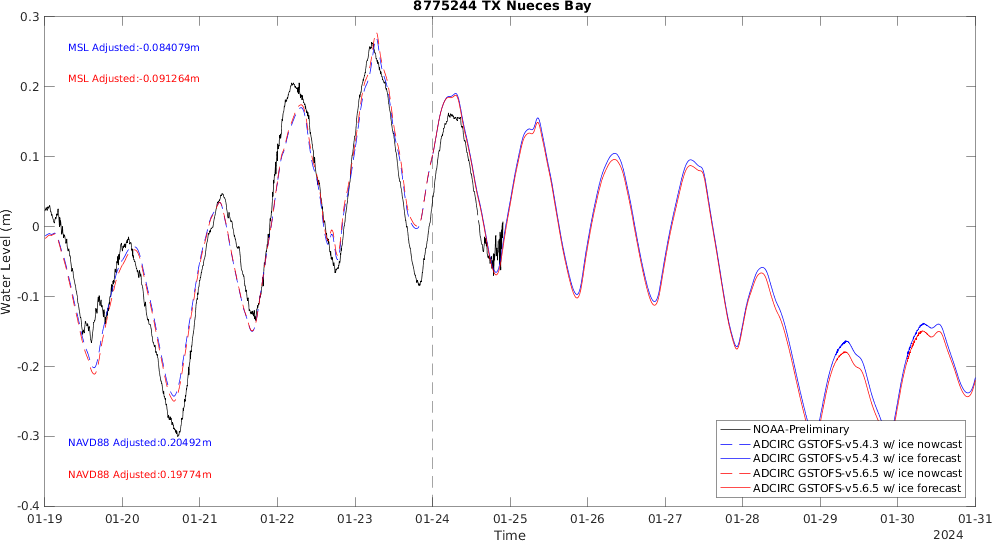 8775244 TX Nueces Bay
0.3
0.2
0.1
0
-0.1
-0.2
-0.3
-0.4
Water Level (m)
MSL Adjusted:-0.084079m
MSL Adjusted:-0.091264m
NAVD88 Adjusted:0.20492m
NAVD88 Adjusted:0.19774m
NOAA-Preliminary
ADCIRC GSTOFS-v5.4.3 w/ ice nowcast
ADCIRC GSTOFS-v5.4.3 w/ ice forecast
ADCIRC GSTOFS-v5.6.5 w/ ice nowcast
ADCIRC GSTOFS-v5.6.5 w/ ice forecast
01-19 01-20 01-21 01-22 01-23 01-24 01-25 01-26 01-27 01-28 01-29 01-30 01-31
Time
2024